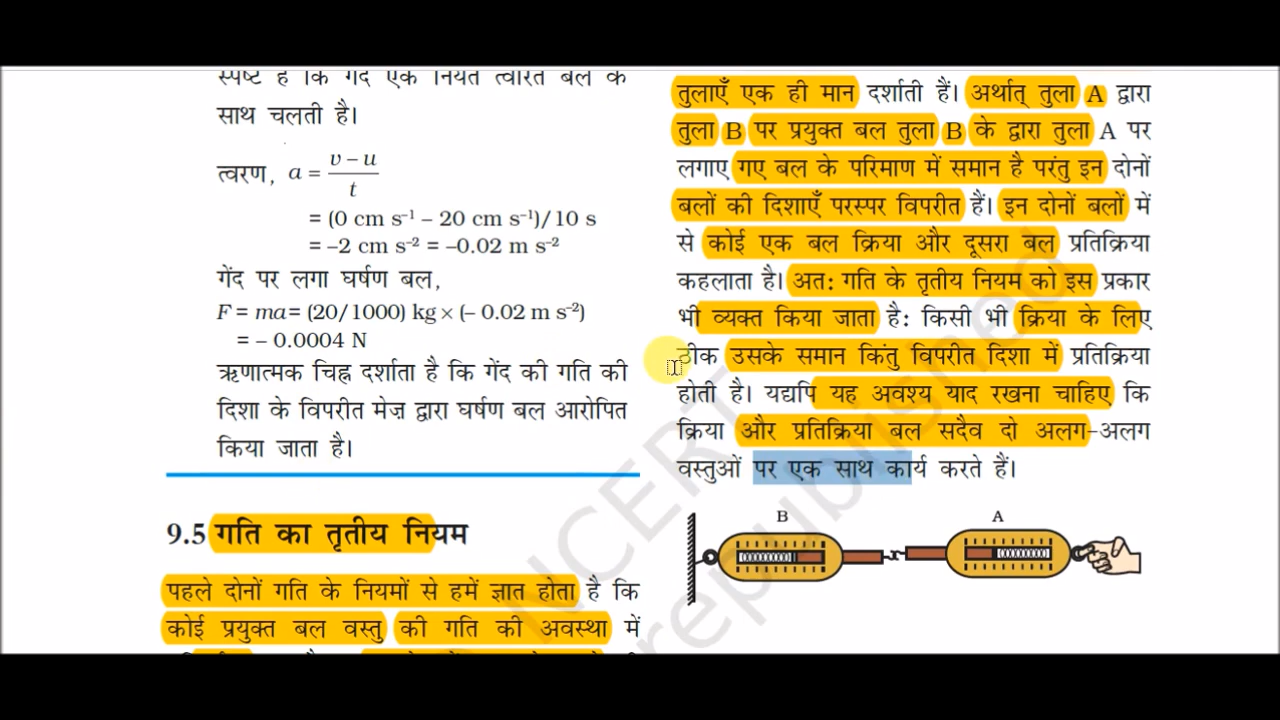 स्पष्ट है कि गेंद एक नियत त्वरित बल के
साथ चलती है।
त्वरण, a = v – u / t
= (0 cm s⁻¹ – 20 cm s⁻¹)/10 s
= –2 cm s⁻² = –0.02 m s⁻²
गेंद पर लगा घर्षण बल,
F = ma = (20/1000) kg × (– 0.02 m s⁻²)
= – 0.0004 N
ऋणात्मक चिह्न दर्शाता है कि गेंद की गति की
दिशा के विपरीत मेज़ द्वारा घर्षण बल आरोपित
किया जाता है।
9.5 गति का तृतीय नियम
पहले दोनों गति के नियमों से हमें ज्ञात होता है कि
कोई प्रयुक्त बल वस्तु की गति की अवस्था में
तुलाएँ एक ही मान दर्शाती हैं। अर्थात् तुला A द्वारा
तुला B पर प्रयुक्त बल तुला B के द्वारा तुला A पर
लगाए गए बल के परिमाण में समान है परंतु इन दोनों
बलों की दिशाएँ परस्पर विपरीत हैं। इन दोनों बलों में
से कोई एक बल क्रिया और दूसरा बल प्रतिक्रिया
कहलाता है। अत: गति के तृतीय नियम को इस प्रकार
भी व्यक्त किया जाता है: किसी भी क्रिया के लिए
ठीक उसके समान किंतु विपरीत दिशा में प्रतिक्रिया
होती है। यद्यपि यह अवश्य याद रखना चाहिए कि
क्रिया और प्रतिक्रिया बल सदैव दो अलग-अलग
वस्तुओं पर एक साथ कार्य करते हैं।
B A
NCERT
republished